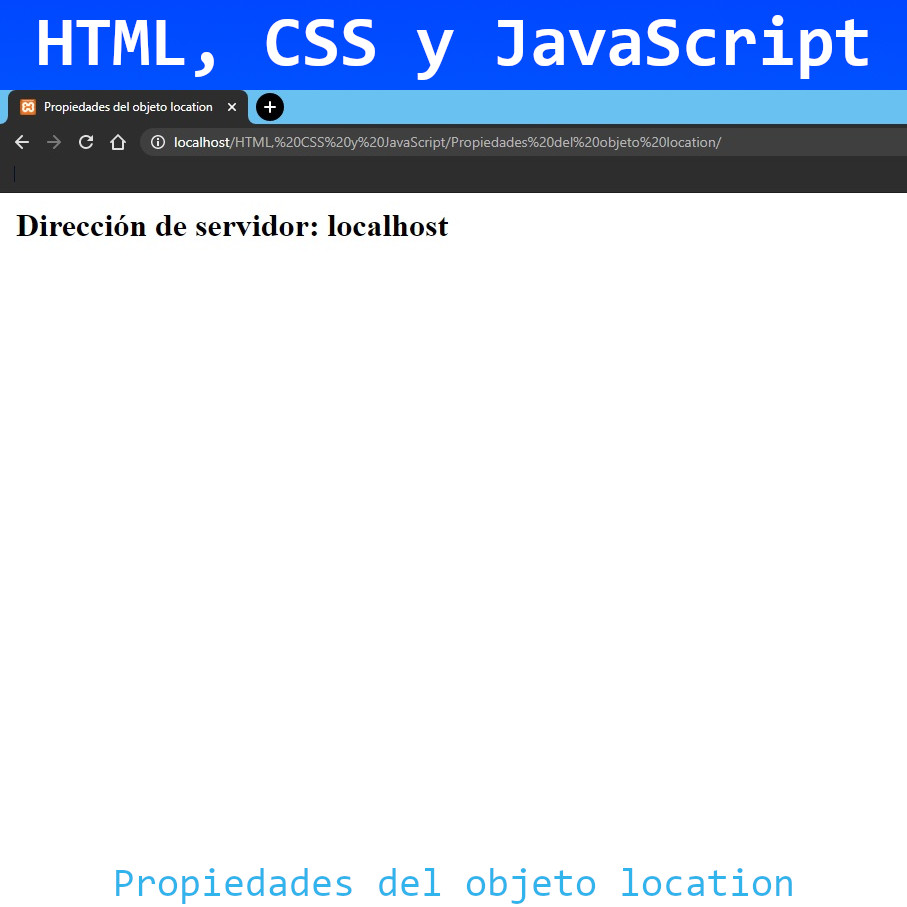 HTML, CSS y JavaScript
Propiedades del objeto location
localhost/HTML,%20CSS%20y%20JavaScript/Propiedades%20del%20objeto%20location/
Dirección de servidor: localhost
Propiedades del objeto location